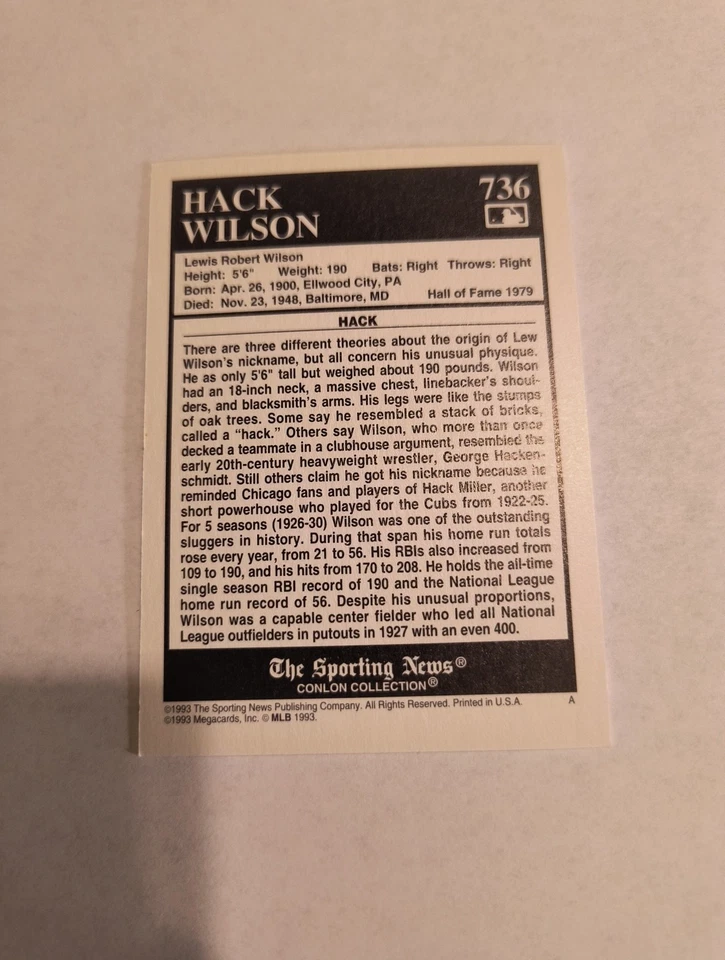 HACK
WILSON
736
Lewis Robert Wilson
Height: 5'6" Weight: 190 Bats: Right Throws: Right
Born: Apr. 26, 1900, Ellwood City, PA
Died: Nov. 23, 1948, Baltimore, MD Hall of Fame 1979
HACK
There are three different theories about the origin of Lew
Wilson's nickname, but all concern his unusual physique.
He as only 5'6" tall but weighed about 190 pounds. Wilson
had an 18-inch neck, a massive chest, linebacker's shoul-
ders, and blacksmith's arms. His legs were like the stumps
of oak trees. Some say he resembled a stack of bricks,
called a "hack." Others say Wilson, who more than once
decked a teammate in a clubhouse argument, resembled the
early 20th-century heavyweight wrestler, George Hacken-
schmidt. Still others claim he got his nickname because he
reminded Chicago fans and players of Hack Miller, another
short powerhouse who played for the Cubs from 1922-25.
For 5 seasons (1926-30) Wilson was one of the outstanding
sluggers in history. During that span his home run totals
rose every year, from 21 to 56. His RBIs also increased from
109 to 190, and his hits from 170 to 208. He holds the all-time
single season RBI record of 190 and the National League
home run record of 56. Despite his unusual proportions,
Wilson was a capable center fielder who led all National
League outfielders in putouts in 1927 with an even 400.
The Sporting News®
CONLON COLLECTION®
©1993 The Sporting News Publishing Company. All Rights Reserved. Printed in U.S.A. A
©1993 Megacards, Inc. © MLB 1993.